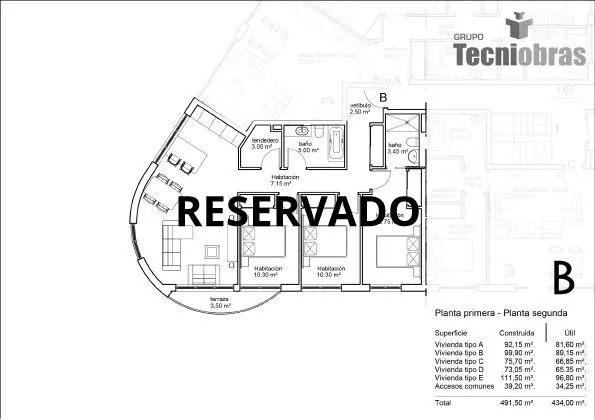 GRUPO
Tecniobras
B
vestíbulo
2.50 m²
tendedero
3.05 m²
baño
5.00 m²
baño
3.45 m²
Habitación
7.15 m²
RESERVADO
Habitación
10.30 m²
Habitación
10.30 m²
terraza
3,50 m²
B
Planta primera - Planta segunda
Superficie Construida Útil
Vivienda tipo A 92,15 m². 81,60 m².
Vivienda tipo B 99,90 m². 89,15 m².
Vivienda tipo C 75,70 m². 66,85 m².
Vivienda tipo D 73,05 m². 65.35 m².
Vivienda tipo E 111,50 m². 96,80 m².
Accesos comunes 39,20 m². 34,25 m².
Total 491,50 m². 434,00 m².